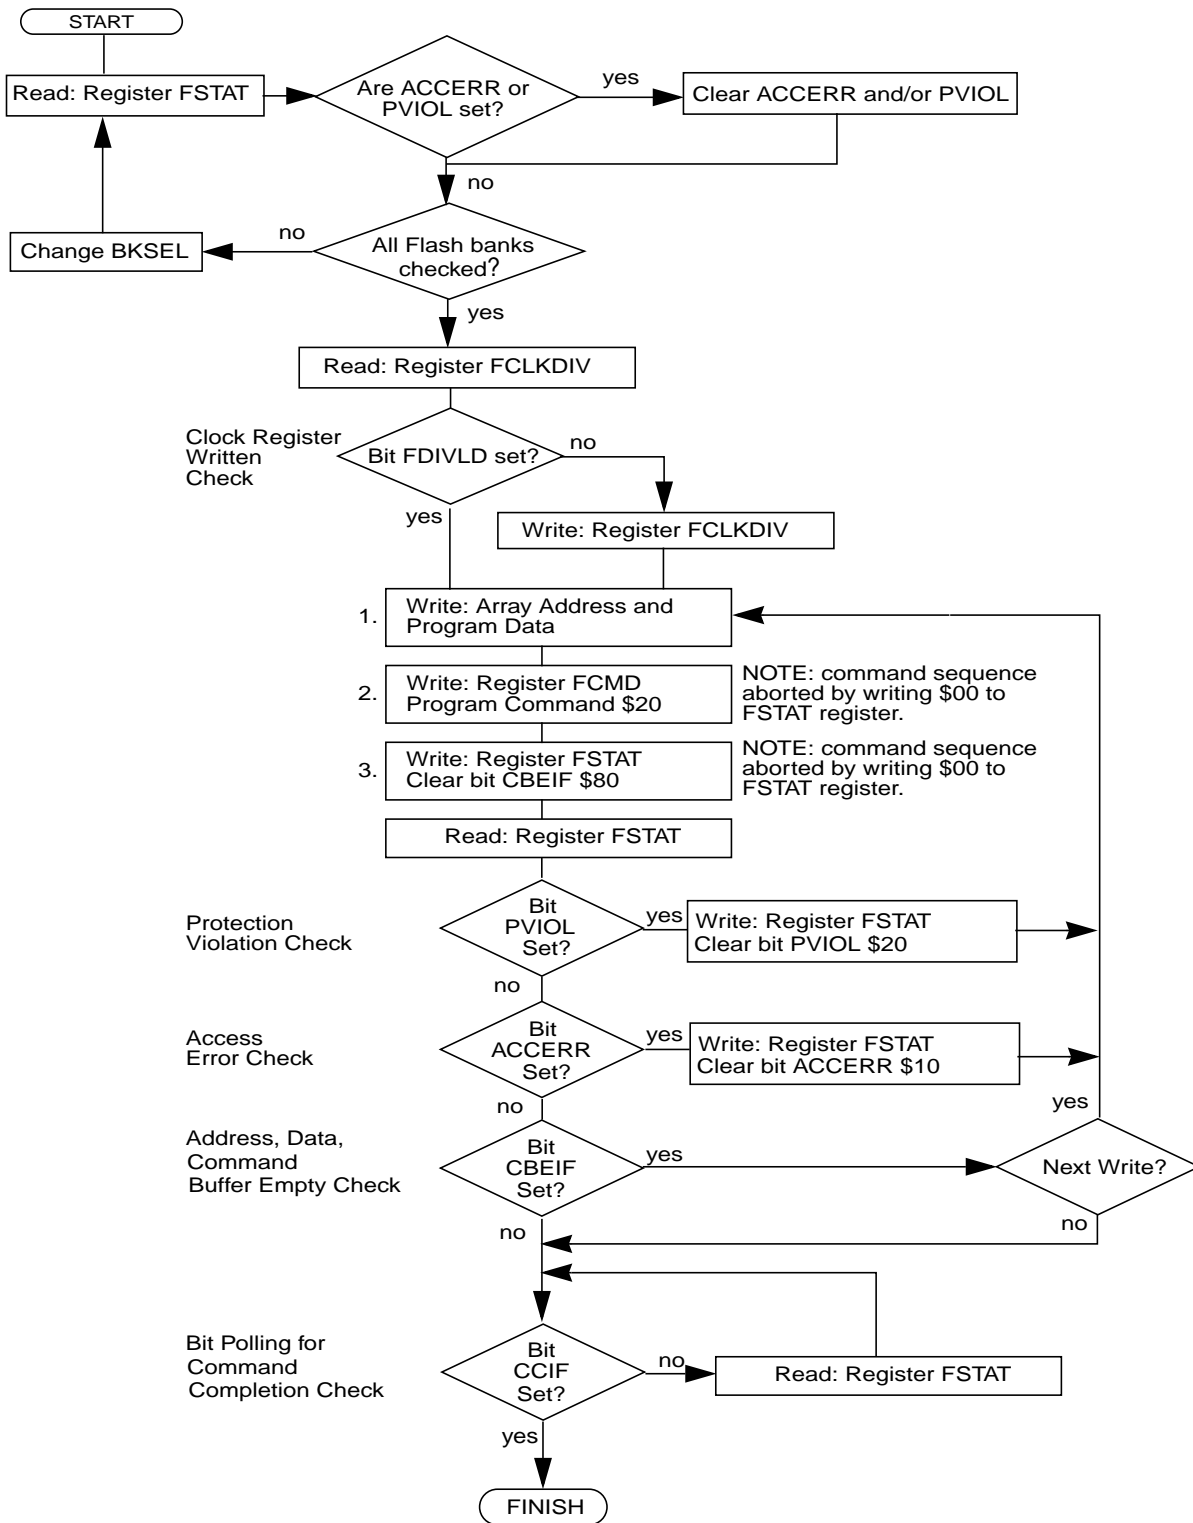 START
Read: Register FSTAT
Are ACCERR or
PVIOL set?
yes
Clear ACCERR and/or PVIOL
no
Change BKSEL
no
All Flash banks
checked?
yes
Read: Register FCLKDIV
Clock Register
Written
Check
Bit FDIVLD set?
no
yes
Write: Register FCLKDIV
1.
Write: Array Address and
Program Data
2.
Write: Register FCMD
Program Command $20
NOTE: command sequence
aborted by writing $00 to
FSTAT register.
3.
Write: Register FSTAT
Clear bit CBEIF $80
NOTE: command sequence
aborted by writing $00 to
FSTAT register.
Read: Register FSTAT
Protection
Violation Check
Bit
PVIOL
Set?
yes
Write: Register FSTAT
Clear bit PVIOL $20
no
Access
Error Check
Bit
ACCERR
Set?
yes
Write: Register FSTAT
Clear bit ACCERR $10
no
yes
Address, Data,
Command
Buffer Empty Check
Bit
CBEIF
Set?
yes
Next Write?
no
no
Bit Polling for
Command
Completion Check
Bit
CCIF
Set?
no
Read: Register FSTAT
yes
FINISH